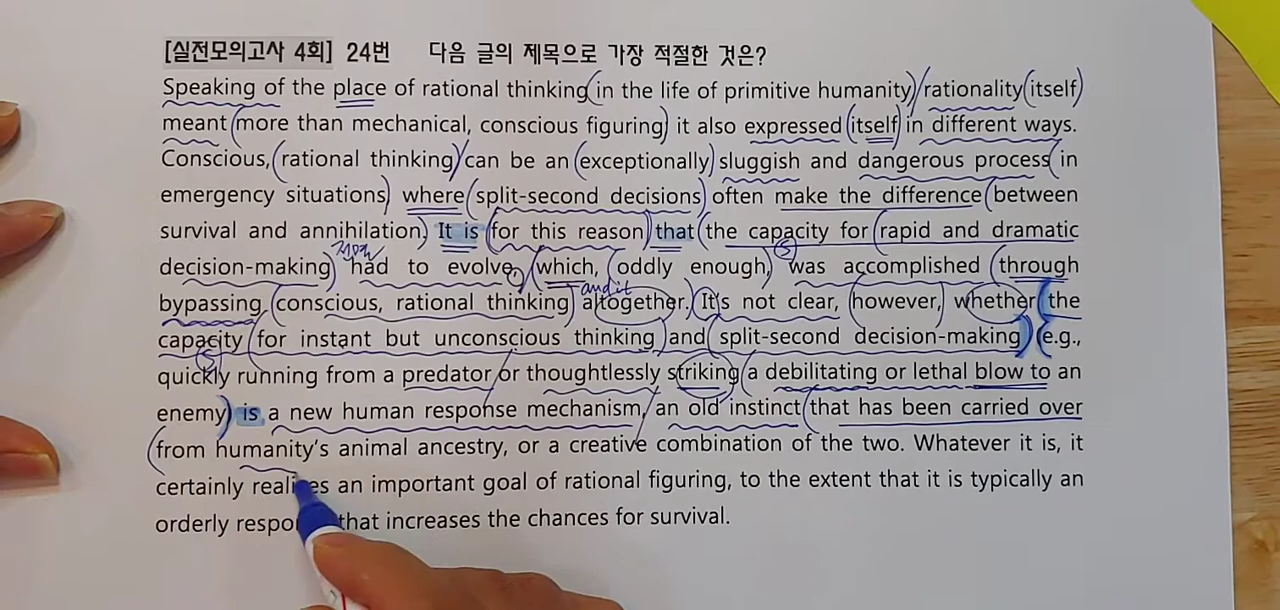 [실전모의고사 4회] 24번 다음 글의 제목으로 가장 적절한 것은?
Speaking of the place of rational thinking in the life of primitive humanity, rationality itself
meant more than mechanical, conscious figuring; it also expressed itself in different ways.
Conscious, rational thinking can be an exceptionally sluggish and dangerous process in
emergency situations, where split-second decisions often make the difference between
survival and annihilation. It is for this reason that the capacity for rapid and dramatic
decision-making had to evolve, which, oddly enough, was accomplished through
and it
bypassing conscious, rational thinking altogether. It's not clear, however, whether the
capacity for instant but unconscious thinking and split-second decision-making (e.g.,
quickly running from a predator or thoughtlessly striking a debilitating or lethal blow to an
enemy) is a new human response mechanism, an old instinct that has been carried over
from humanity's animal ancestry, or a creative combination of the two. Whatever it is, it
certainly an important goal of rational figuring, to the extent that it is typically an
orderly that increases the chances for survival.